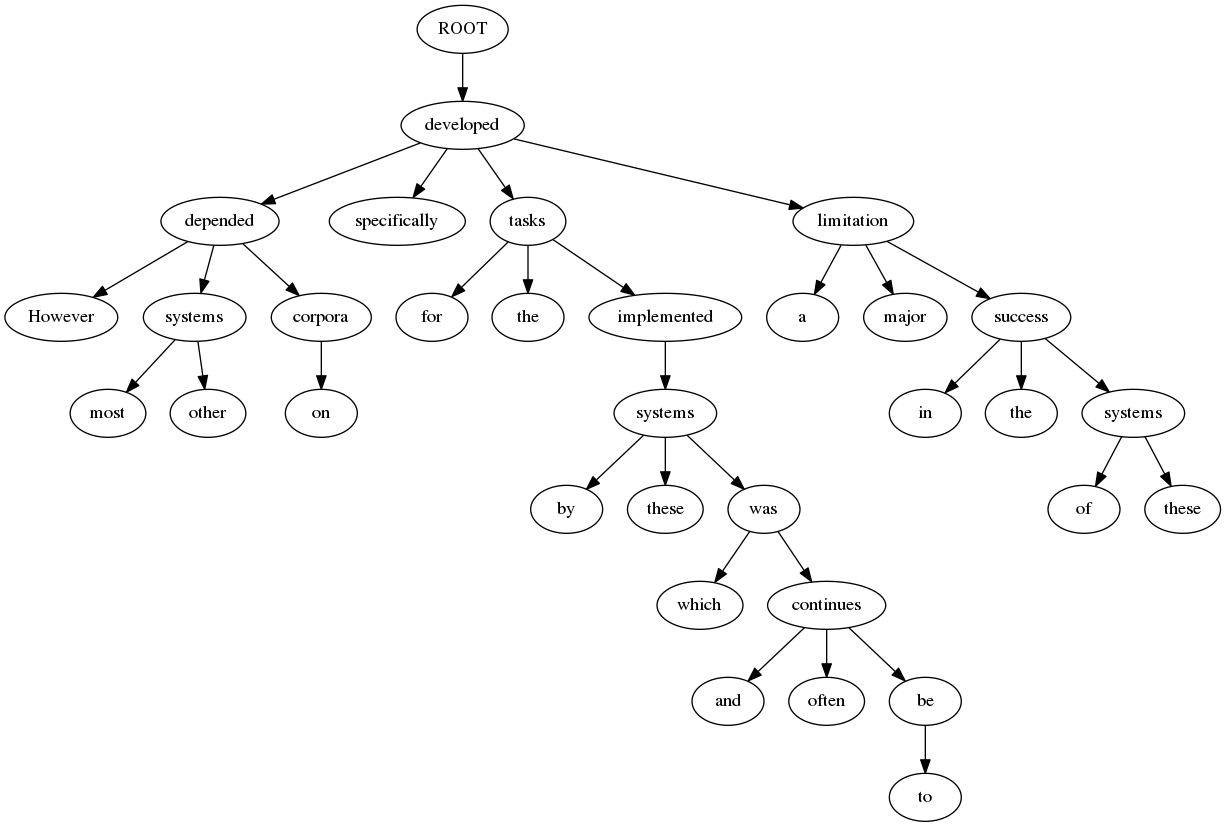 ROOT
developed
depended specifically tasks limitation
However systems corpora for the implemented a major success
most other on systems in the systems
by these was of these
which continues
and often be
to